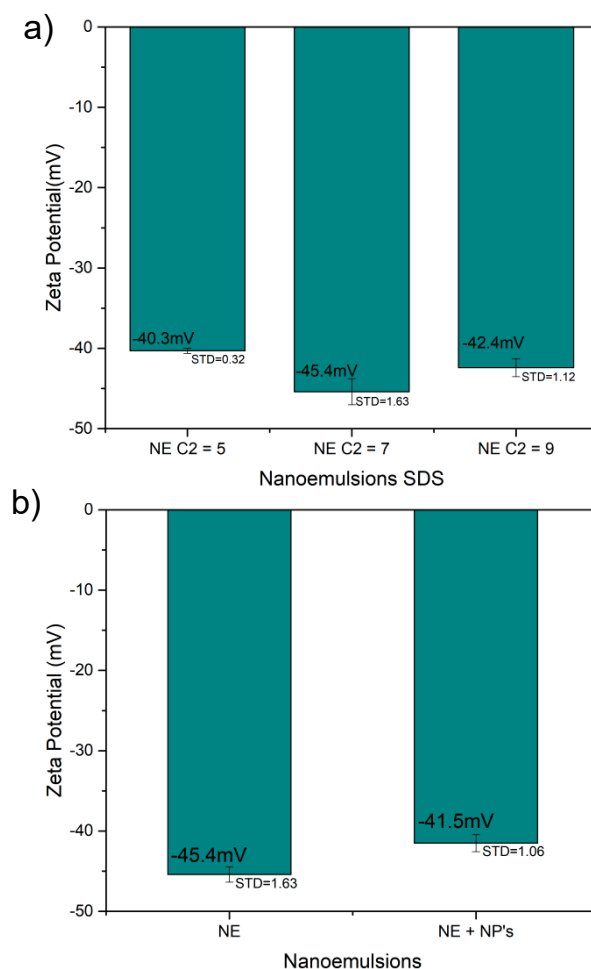 a)
0
-10
-20
-30
-40
-50
Zeta Potential(mV)
-40.3mV
STD=0.32
-45.4mV
STD=1.63
-42.4mV
STD=1.12
NE C2 = 5
NE C2 = 7
NE C2 = 9
Nanoemulsions SDS
b)
0
-10
-20
-30
-40
-50
Zeta Potential (mV)
-45.4mV
STD=1.63
-41.5mV
STD=1.06
NE
NE + NP's
Nanoemulsions